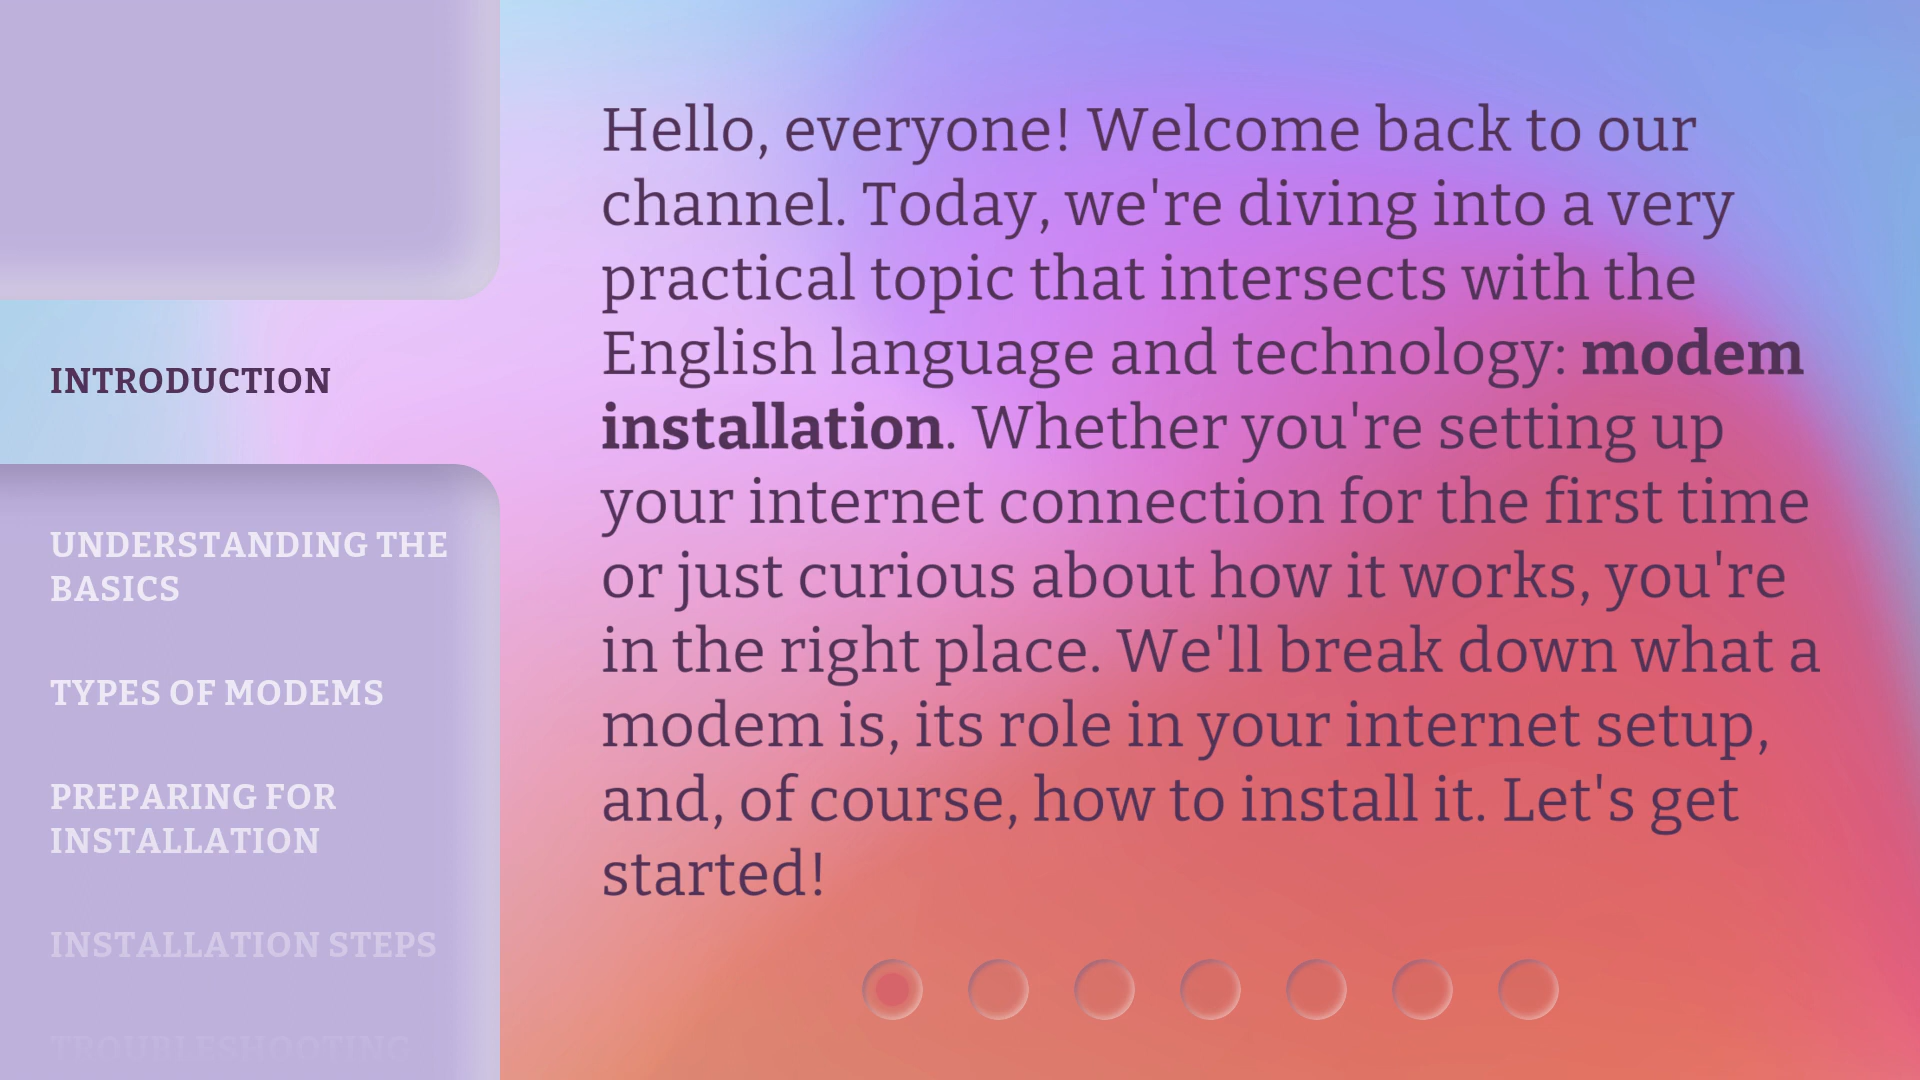 INTRODUCTION
UNDERSTANDING THE
BASICS
TYPES OF MODEMS
PREPARING FOR
INSTALLATION
INSTALLATION STEPS
TROUBLESHOOTING
Hello, everyone! Welcome back to our
channel. Today, we're diving into a very
practical topic that intersects with the
English language and technology: modem
installation. Whether you're setting up
your internet connection for the first time
or just curious about how it works, you're
in the right place. We'll break down what a
modem is, its role in your internet setup,
and, of course, how to install it. Let's get
started!